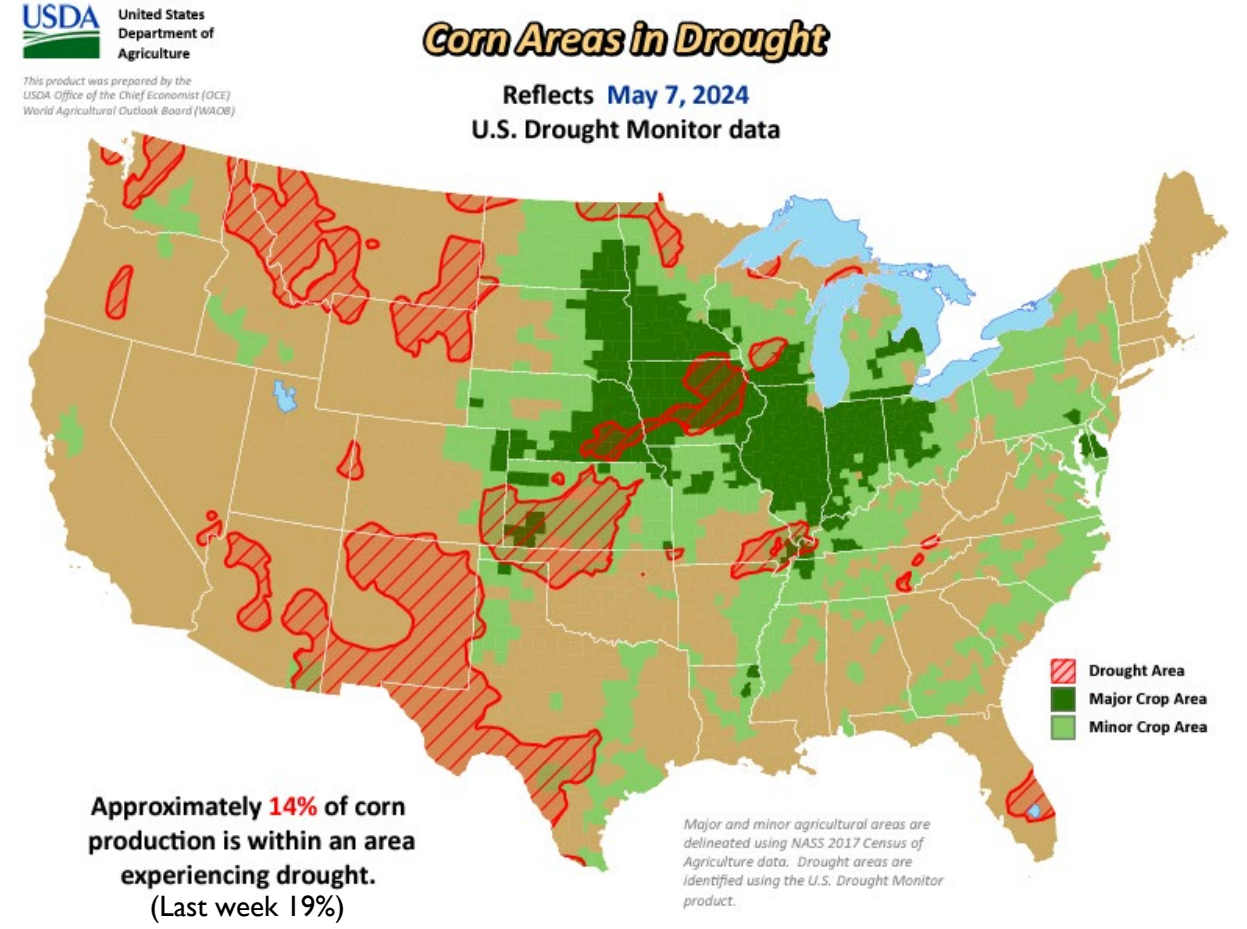 USDA
United States
Department of
Agriculture
This product was prepared by the
USDA Office of the Chief Economist (OCE)
World Agricultural Outlook Board (WAOB)
Corn Areas in Drought
Reflects May 7, 2024
U.S. Drought Monitor data
Drought Area
Major Crop Area
Minor Crop Area
Approximately 14% of corn
production is within an area
experiencing drought.
(Last week 19%)
Major and minor agricultural areas are
delineated using NASS 2017 Census of
Agriculture data. Drought areas are
identified using the U.S. Drought Monitor
product.